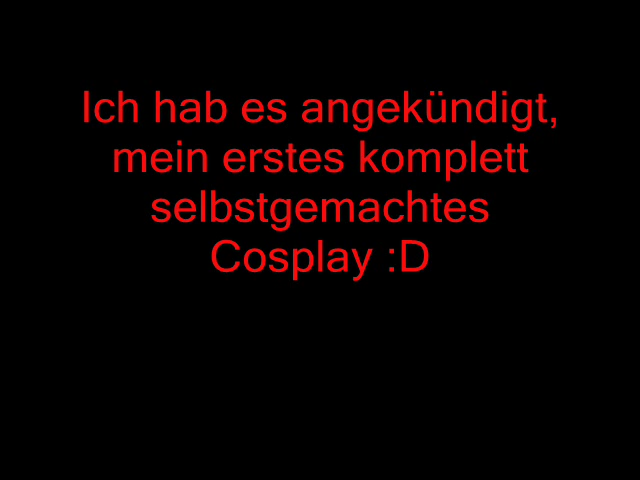 Ich hab es angekündigt,
mein erstes komplett
selbstgemachtes
Cosplay :D